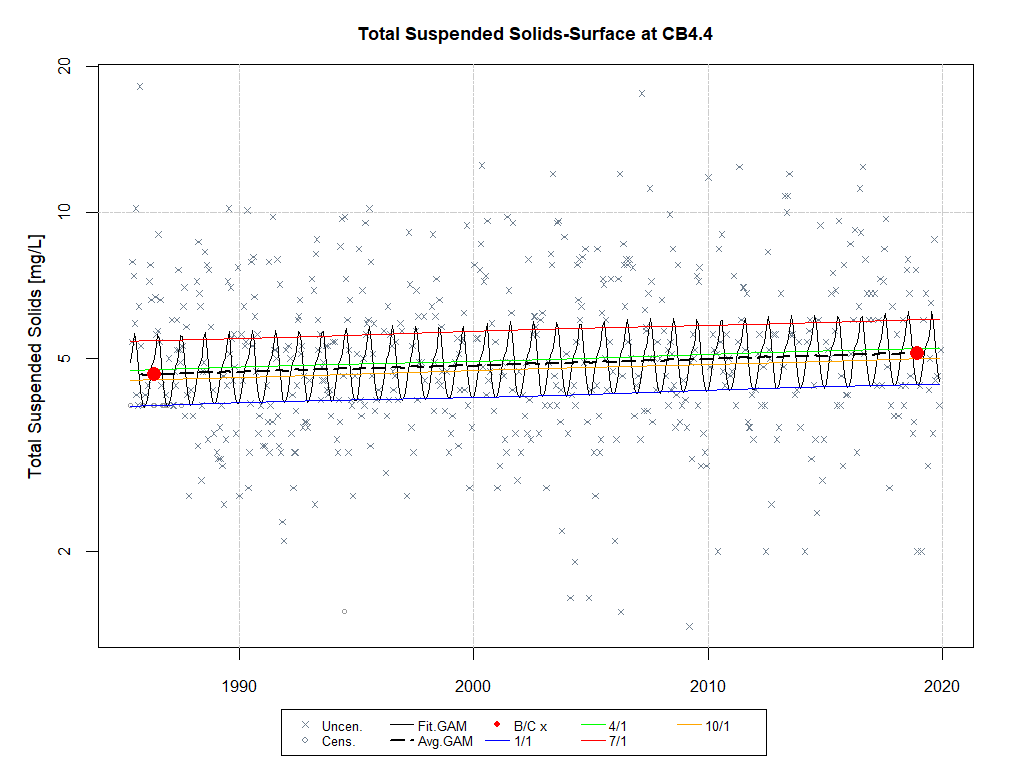 Total Suspended Solids-Surface at CB4.4
Total Suspended Solids [mg/L]
20
10
5
2
1990
2000
2010
2020
Uncen. Fit.GAM B/C x 4/1 10/1
Cens. Avg.GAM 1/1 7/1